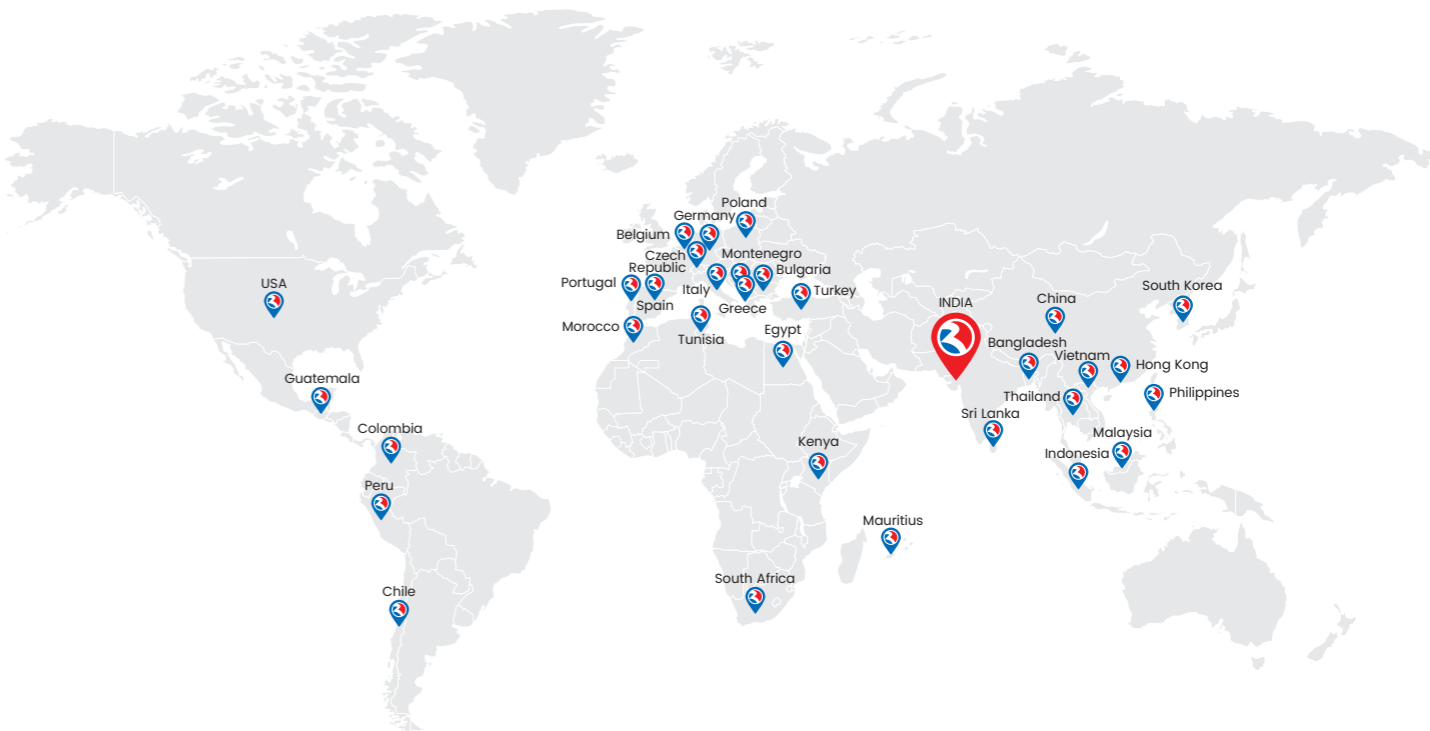 Poland
Germany
Belgium
Czech
Republic
Montenegro
Bulgaria
Portugal
Spain
Italy
Greece
Turkey
USA
Morocco
Tunisia
Egypt
INDIA
China
South Korea
Bangladesh
Vietnam
Hong Kong
Guatemala
Thailand
Philippines
Sri Lanka
Colombia
Kenya
Malaysia
Indonesia
Peru
Mauritius
South Africa
Chile